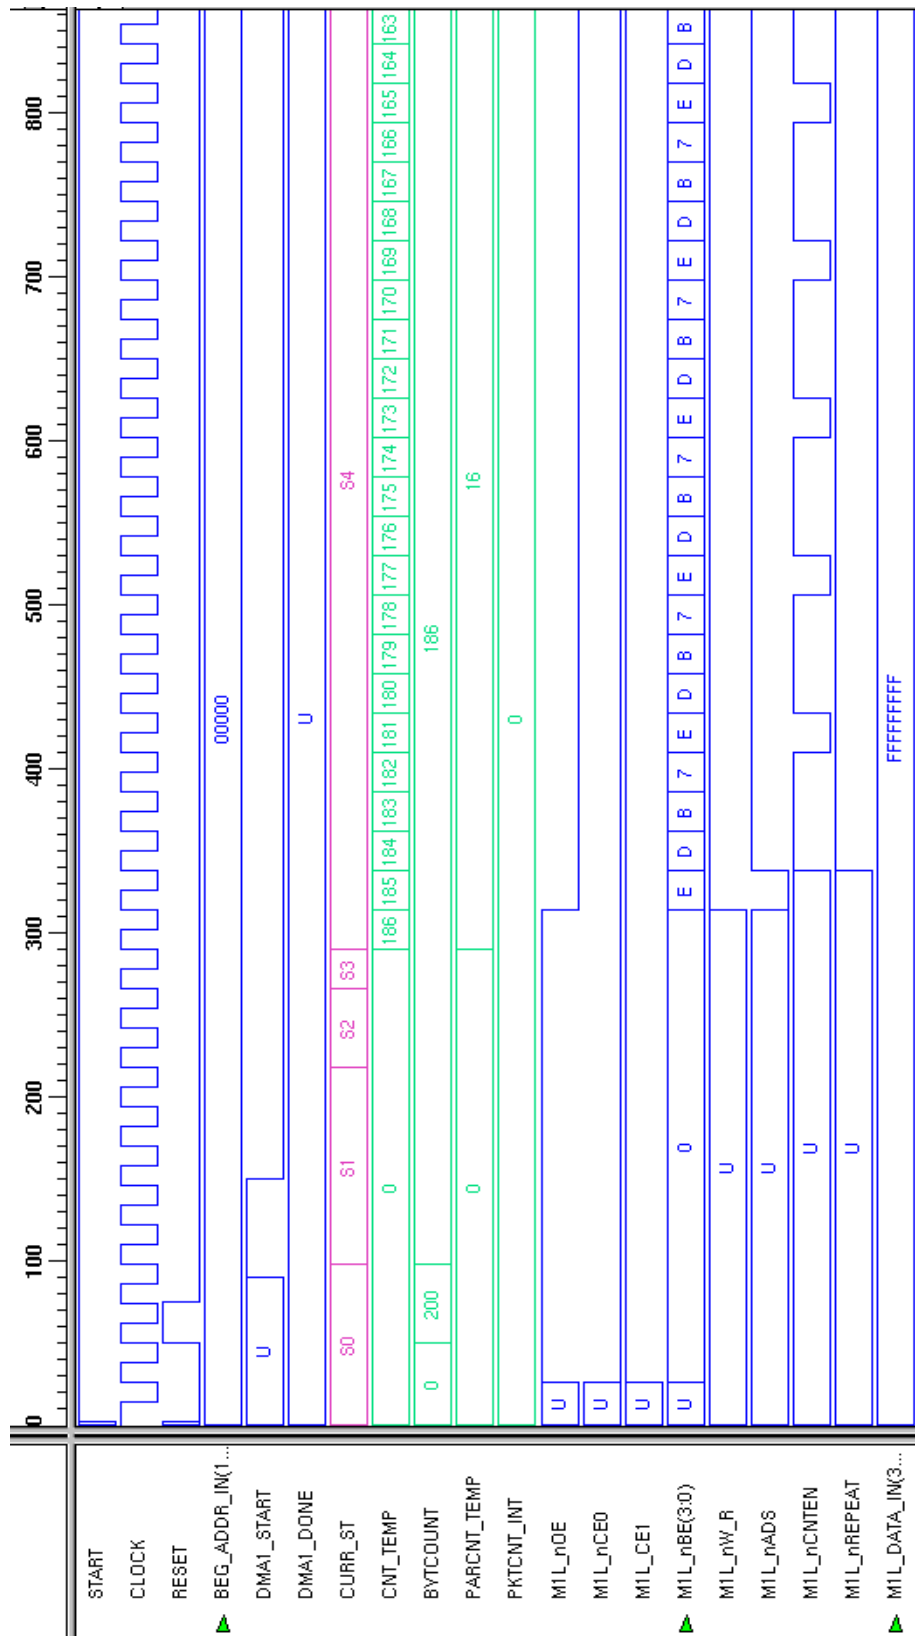 0 100 200 300 400 500 600 700 800
START
CLOCK
RESET
BEG_ADDR_IN(1... 00000
DMA1_START U
DMA1_DONE U
CURR_ST S0 S1 S2 S3 S4
CNT_TEMP 0 186 185 184 183 182 181 180 179 178 177 176 175 174 173 172 171 170 169 168 167 166 165 164 163
BYTCOUNT 0 200 186
PARCNT_TEMP 0 16
PKTCNT_INT 0
M1L_nOE U
M1L_nCE0 U
M1L_CE1 U
M1L_nBE(3:0) U 0 E D B 7 E D B 7 E D B 7 E D B 7 E D B 7 E D B
M1L_nW_R U
M1L_nADS U
M1L_nCNTEN U
M1L_nREPEAT U
M1L_DATA_IN(3... FFFFFFFFF